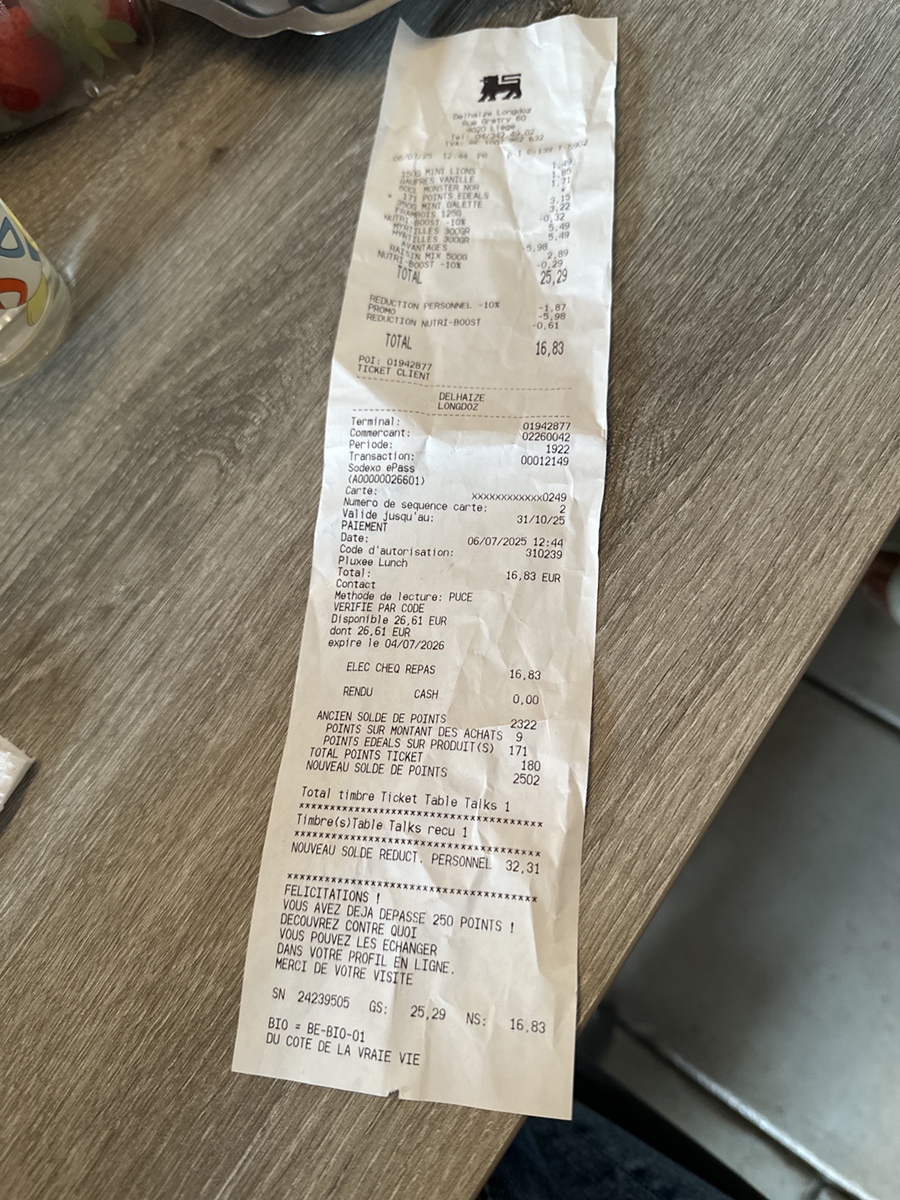 Delhaize Longdoz
Rue Gretry 60
4020 Liege
Tel: 04/342.49.02
06/07/25 12:44 PR
150G MINI LIONS 1,49
GAUFRES VANILLE 1,85
50CL MONSTER NOR 1,71
* 171 POINTS EDEALS *
350G MINI GALETTE 3,15
FRAMBOIS 125G 3,22
NUTRI-BOOST -10% -0,32
MYRTILLES 300GR 5,49
MYRTILLES 300GR 5,49
AVANTAGES -5,98
RAISIN MIX 500G 2,89
NUTRI-BOOST -10% -0,29
TOTAL 25,29
REDUCTION PERSONNEL -10% -1,87
PROMO -5,98
REDUCTION NUTRI-BOOST -0,61
TOTAL 16,83
POI: 01942877
TICKET CLIENT
DELHAIZE
LONGDOZ
Terminal: 01942877
Commercant: 02260042
Periode: 1922
Transaction: 00012149
Sodexo ePass
(A00000026601)
Carte: xxxxxxxxxxxx0249
Numero de sequence carte: 2
Valide jusqu'au: 31/10/25
PAIEMENT
Date: 06/07/2025 12:44
Code d'autorisation: 310239
Pluxee Lunch
Total: 16,83 EUR
Contact
Methode de lecture: PUCE
VERIFIE PAR CODE
Disponible 26,61 EUR
dont 26,61 EUR
expire le 04/07/2026
ELEC CHEQ REPAS 16,83
RENDU CASH 0,00
ANCIEN SOLDE DE POINTS 2322
POINTS SUR MONTANT DES ACHATS 9
POINTS EDEALS SUR PRODUIT(S) 171
TOTAL POINTS TICKET 180
NOUVEAU SOLDE DE POINTS 2502
Total timbre Ticket Table Talks 1
***********************************
Timbre(s)Table Talks recu 1
***********************************
NOUVEAU SOLDE REDUCT. PERSONNEL 32,31
***********************************
FELICITATIONS !
VOUS AVEZ DEJA DEPASSE 250 POINTS !
DECOUVREZ CONTRE QUOI
VOUS POUVEZ LES ECHANGER
DANS VOTRE PROFIL EN LIGNE.
MERCI DE VOTRE VISITE
SN 24239505 GS: 25,29 NS: 16,83
BIO = BE-BIO-01
DU COTE DE LA VRAIE VIE